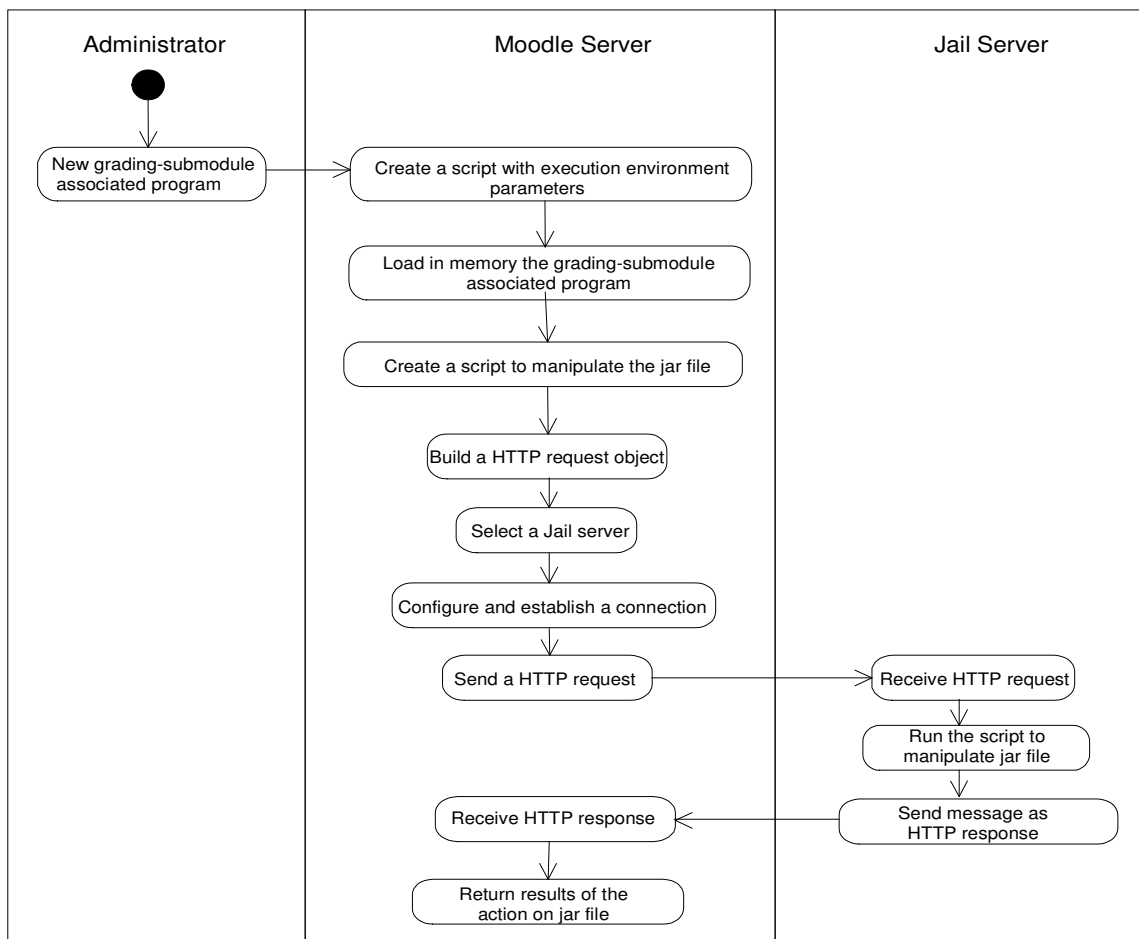 Administrator
Moodle Server
Jail Server
New grading-submodule
associated program
Create a script with execution environment
parameters
Load in memory the grading-submodule
associated program
Create a script to manipulate the jar file
Build a HTTP request object
Select a Jail server
Configure and establish a connection
Send a HTTP request
Receive HTTP request
Run the script to
manipulate jar file
Send message as
HTTP response
Receive HTTP response
Return results of the
action on jar file